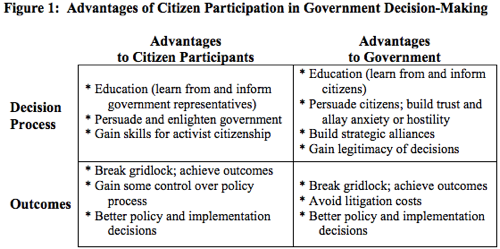 Figure 1: Advantages of Citizen Participation in Government Decision-Making
Advantages
to Citizen Participants
Advantages
to Government
Decision
Process
* Education (learn from and inform
government representatives)
* Persuade and enlighten government
* Gain skills for activist citizenship
* Education (learn from and inform
citizens)
* Persuade citizens; build trust and
allay anxiety or hostility
* Build strategic alliances
* Gain legitimacy of decisions
Outcomes
* Break gridlock; achieve outcomes
* Gain some control over policy
process
* Better policy and implementation
decisions
* Break gridlock; achieve outcomes
* Avoid litigation costs
* Better policy and implementation
decisions